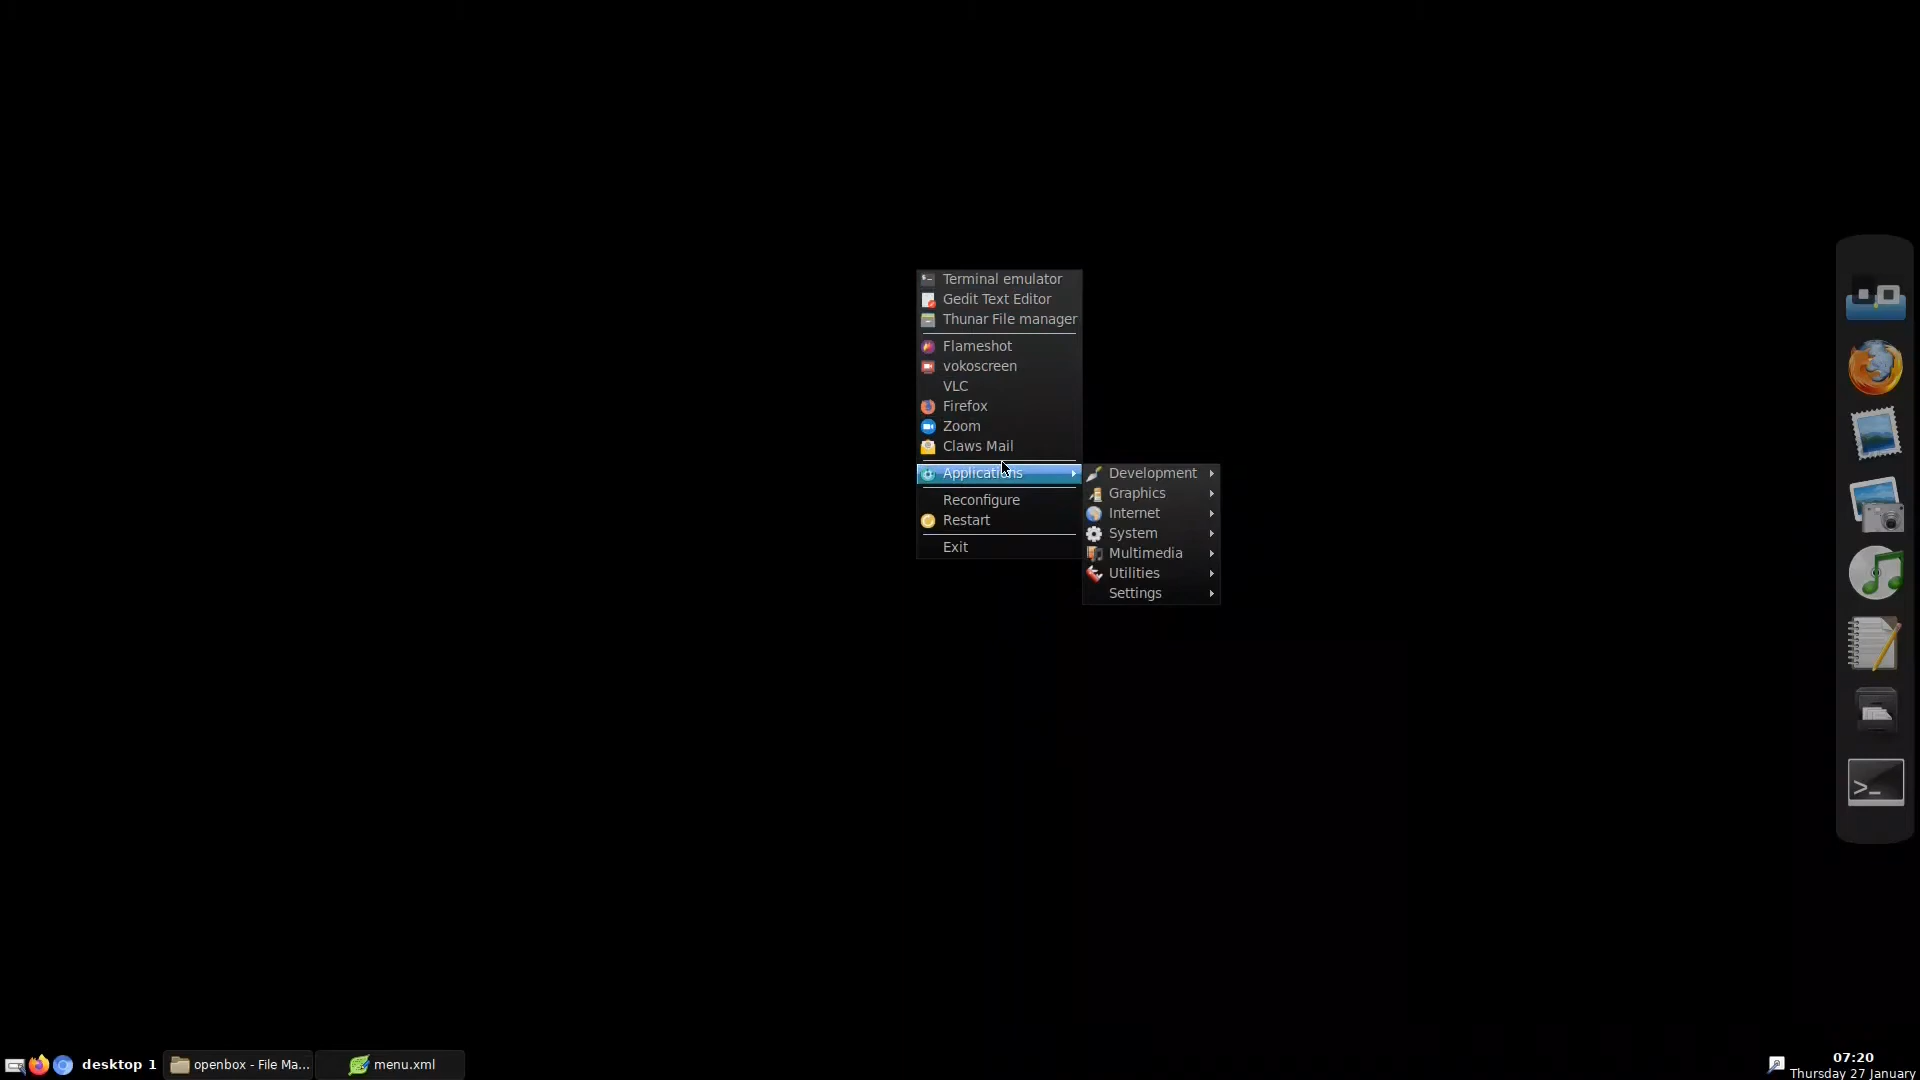 Terminal emulator
Gedit Text Editor
Thunar File manager
Flameshot
vokoscreen
VLC
Firefox
Zoom
Claws Mail
Applications
Reconfigure
Restart
Exit
Development
Graphics
Internet
System
Multimedia
Utilities
Settings
>_
desktop 1
openbox - File Ma...
menu.xml
07:20
Thursday 27 January